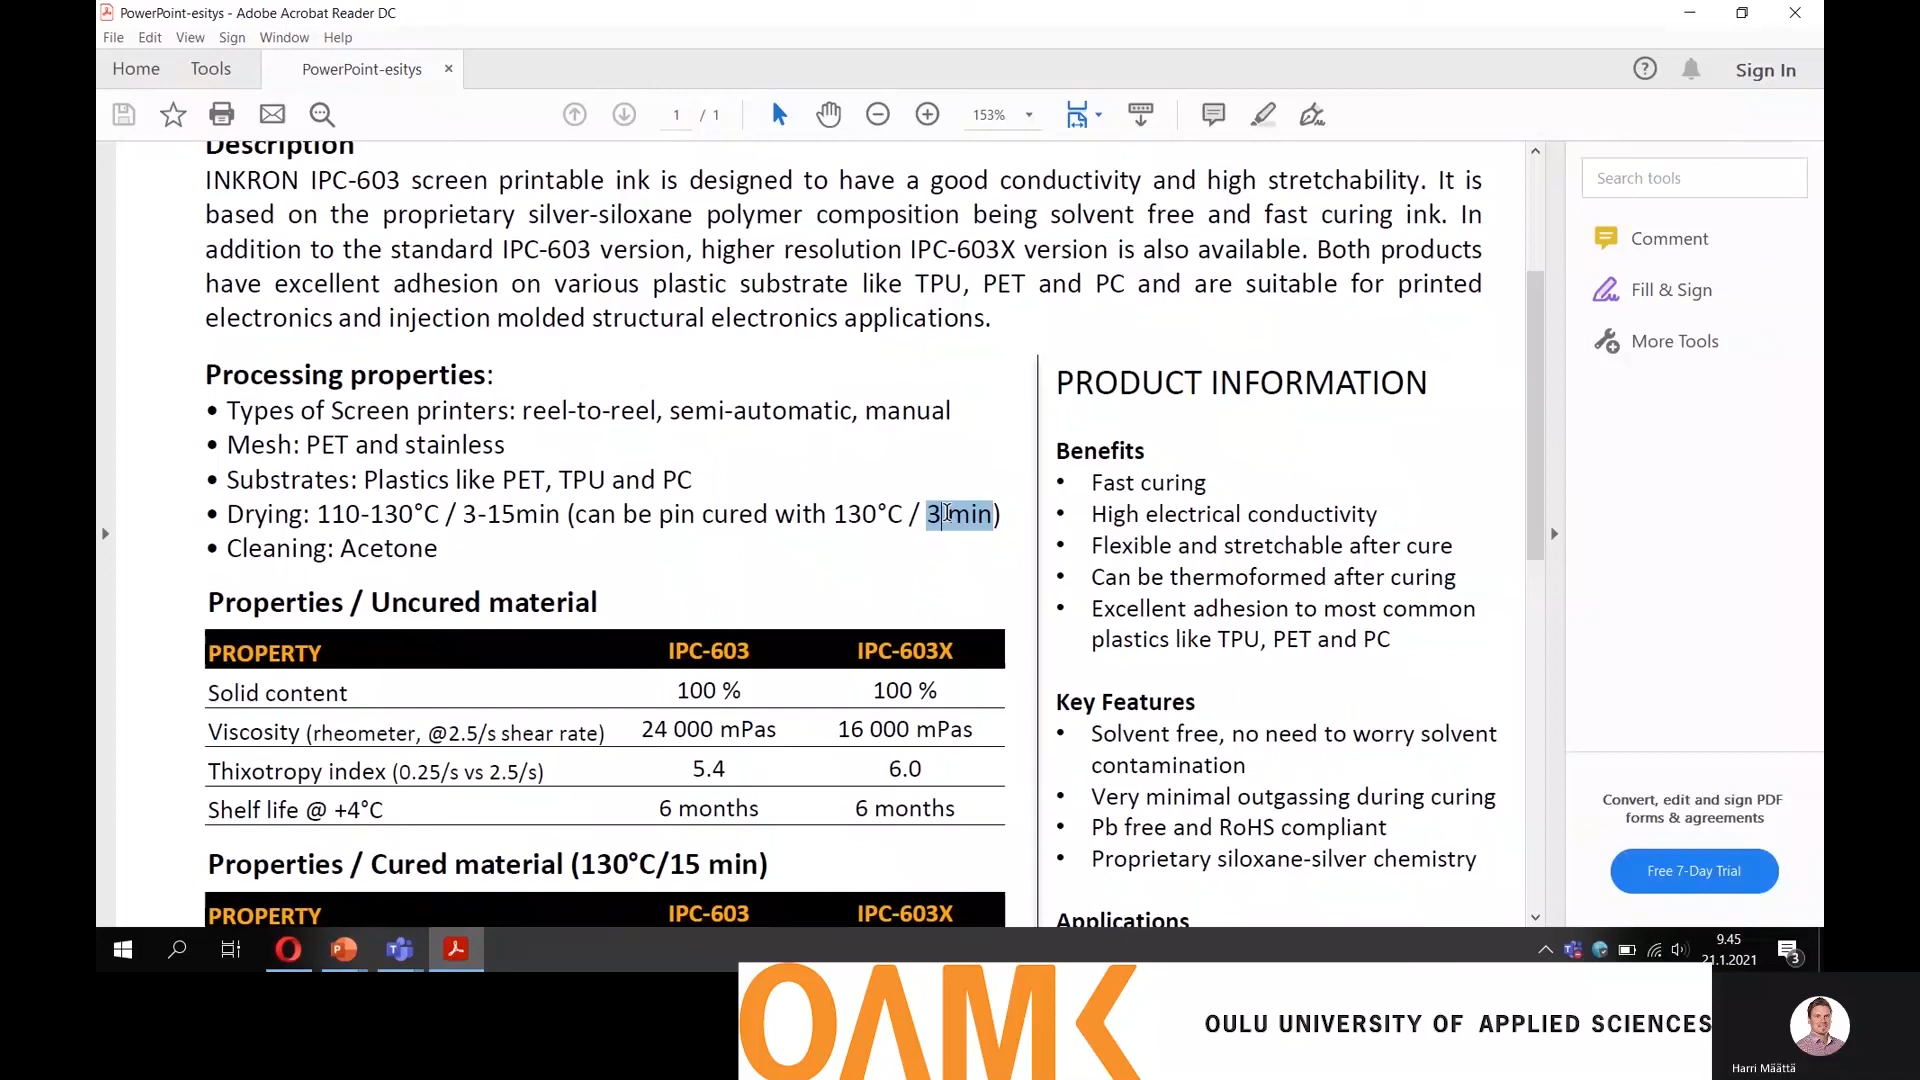 PowerPoint-esitys - Adobe Acrobat Reader DC
File Edit View Sign Window Help
Home Tools PowerPoint-esitys × Sign In
1 / 1 153%
Description
INKRON IPC-603 screen printable ink is designed to have a good conductivity and high stretchability. It is
based on the proprietary silver-siloxane polymer composition being solvent free and fast curing ink. In
addition to the standard IPC-603 version, higher resolution IPC-603X version is also available. Both products
have excellent adhesion on various plastic substrate like TPU, PET and PC and are suitable for printed
electronics and injection molded structural electronics applications.
Processing properties:
• Types of Screen printers: reel-to-reel, semi-automatic, manual
• Mesh: PET and stainless
• Substrates: Plastics like PET, TPU and PC
• Drying: 110-130°C / 3-15min (can be pin cured with 130°C / 3 min)
• Cleaning: Acetone
Properties / Uncured material
PROPERTY IPC-603 IPC-603X
Solid content 100 % 100 %
Viscosity (rheometer, @2.5/s shear rate) 24 000 mPas 16 000 mPas
Thixotropy index (0.25/s vs 2.5/s) 5.4 6.0
Shelf life @ +4°C 6 months 6 months
Properties / Cured material (130°C/15 min)
PROPERTY IPC-603 IPC-603X
PRODUCT INFORMATION
Benefits
• Fast curing
• High electrical conductivity
• Flexible and stretchable after cure
• Can be thermoformed after curing
• Excellent adhesion to most common
plastics like TPU, PET and PC
Key Features
• Solvent free, no need to worry solvent
contamination
• Very minimal outgassing during curing
• Pb free and RoHS compliant
• Proprietary siloxane-silver chemistry
Applications
Search tools
Comment
Fill & Sign
More Tools
Convert, edit and sign PDF
forms & agreements
Free 7-Day Trial
9.45
21.1.2021
3
OAMK
OULU UNIVERSITY OF APPLIED SCIENCES
Harri Määttä